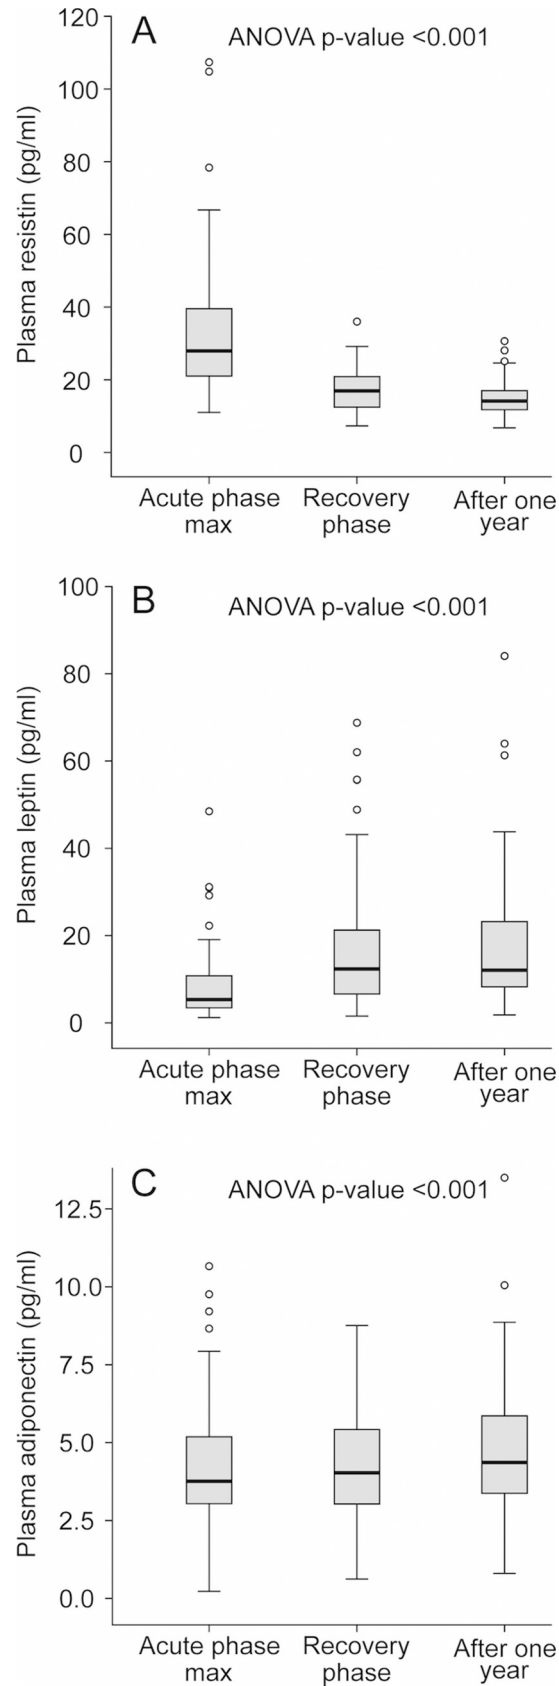 A
ANOVA p-value <0.001
Plasma resistin (pg/ml)
120
100
80
60
40
20
0
Acute phase
max
Recovery
phase
After one
year
B
ANOVA p-value <0.001
Plasma leptin (pg/ml)
100
80
60
40
20
0
Acute phase
max
Recovery
phase
After one
year
C
ANOVA p-value <0.001
Plasma adiponectin (pg/ml)
12.5
10.0
7.5
5.0
2.5
0.0
Acute phase
max
Recovery
phase
After one
year